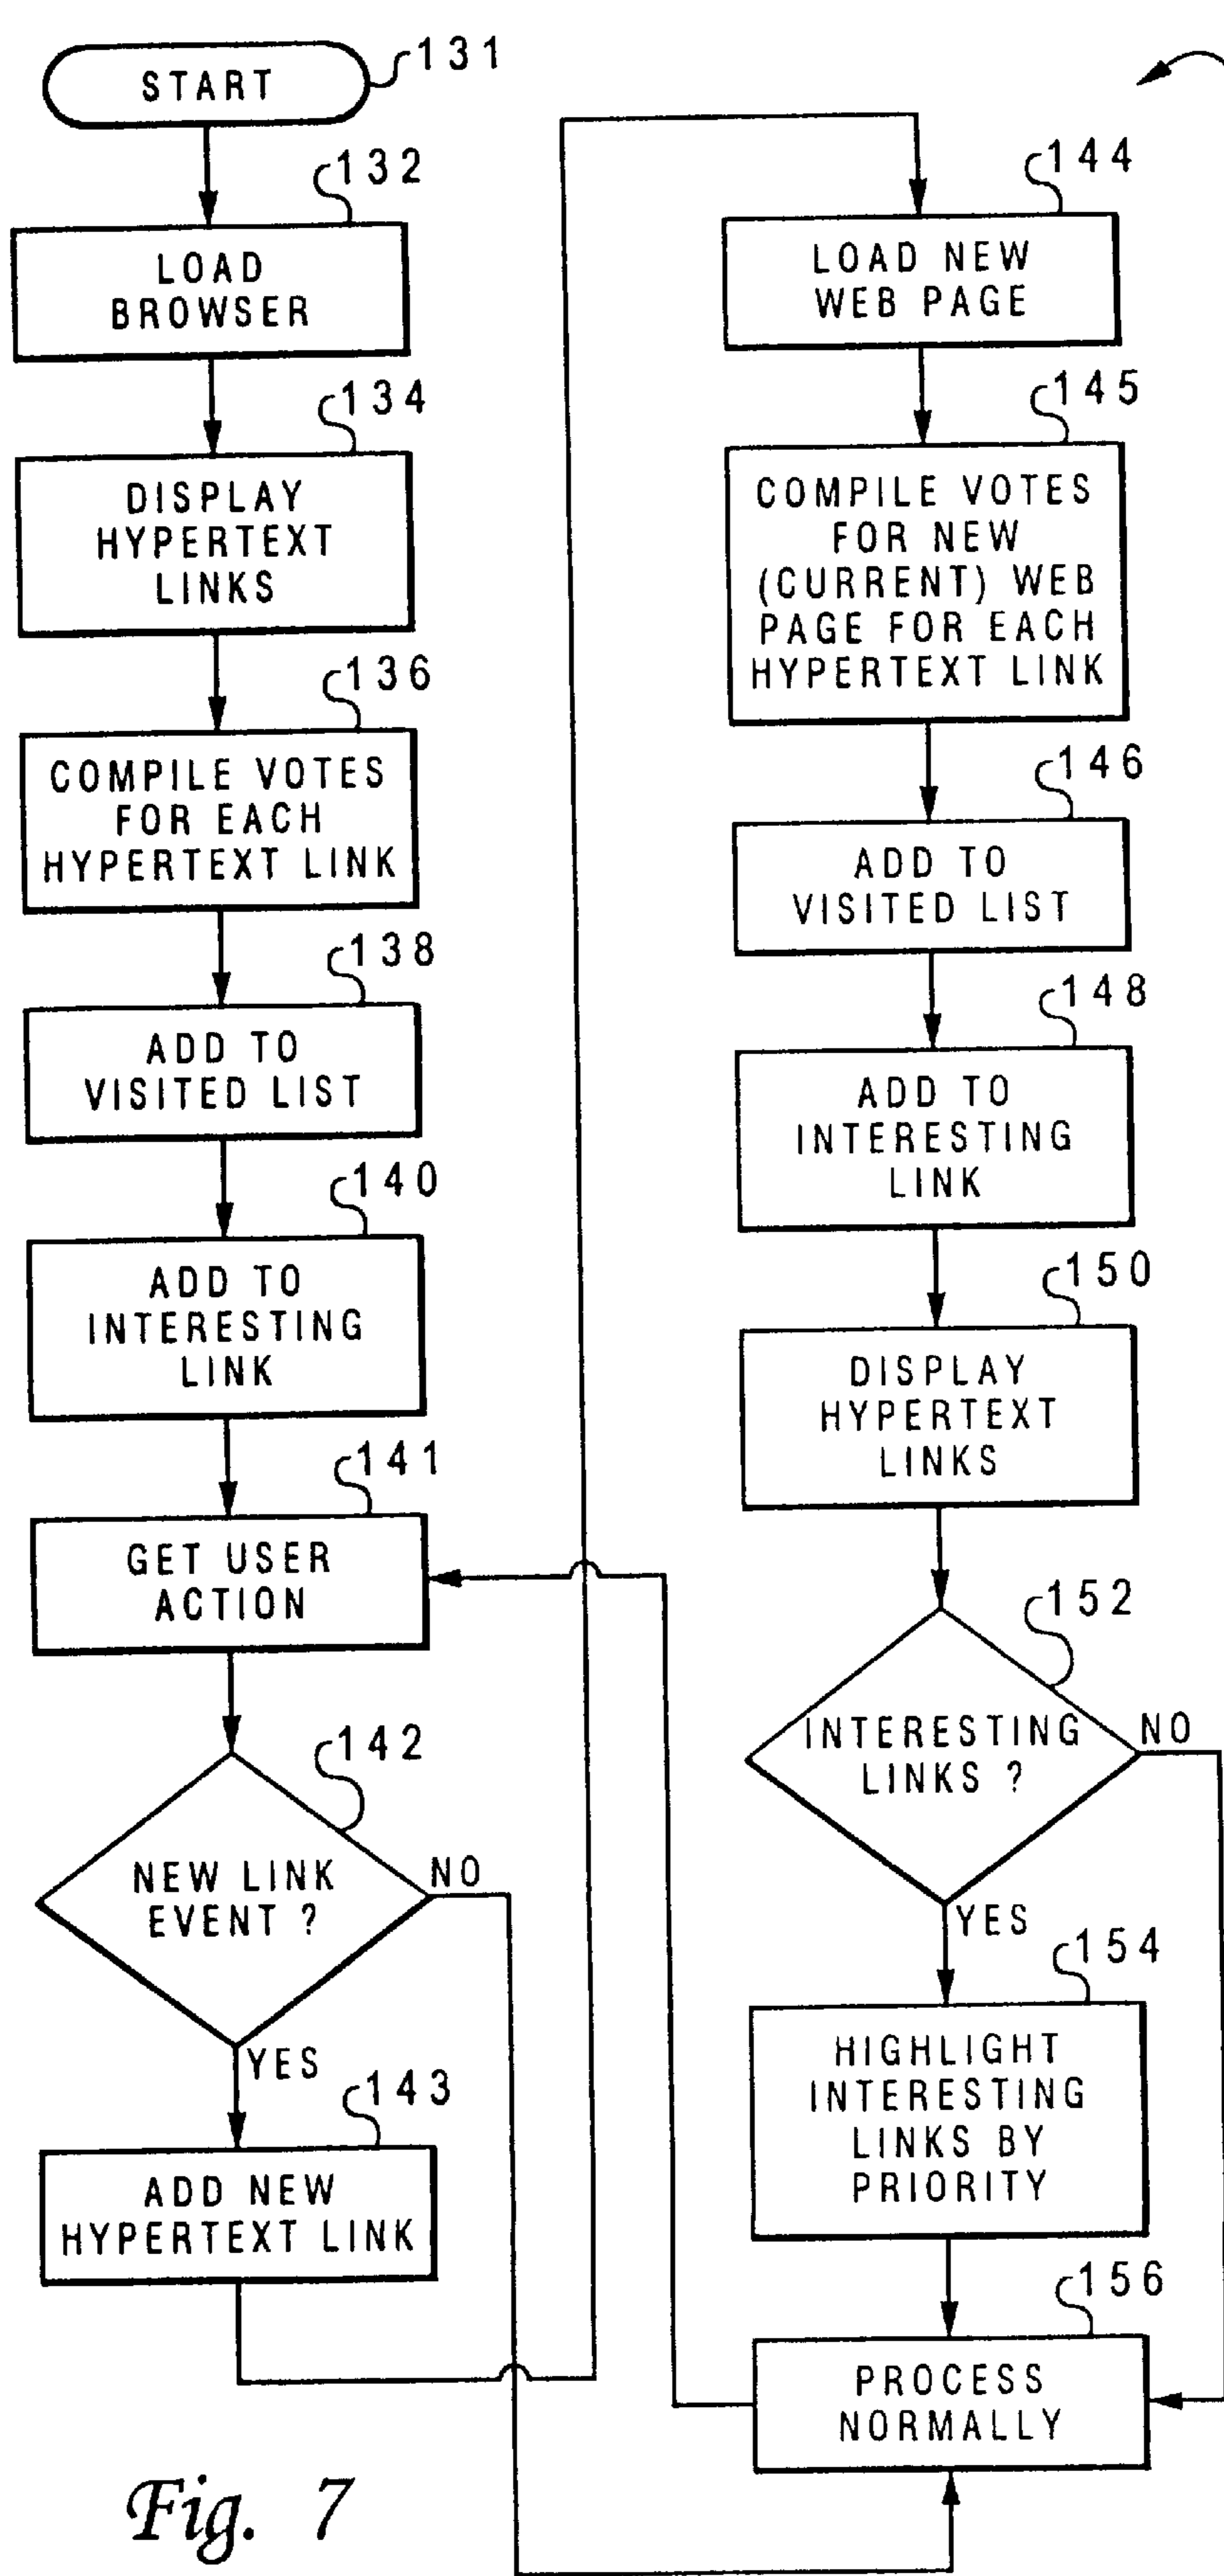 START
131
132
LOAD
BROWSER
134
DISPLAY
HYPERTEXT
LINKS
136
COMPILE VOTES
FOR EACH
HYPERTEXT LINK
138
ADD TO
VISITED LIST
140
ADD TO
INTERESTING
LINK
141
GET USER
ACTION
142
NEW LINK
EVENT ?
NO
YES
143
ADD NEW
HYPERTEXT LINK
144
LOAD NEW
WEB PAGE
145
COMPILE VOTES
FOR NEW
(CURRENT) WEB
PAGE FOR EACH
HYPERTEXT LINK
146
ADD TO
VISITED LIST
148
ADD TO
INTERESTING
LINK
150
DISPLAY
HYPERTEXT
LINKS
152
INTERESTING
LINKS ?
NO
YES
154
HIGHLIGHT
INTERESTING
LINKS BY
PRIORITY
156
PROCESS
NORMALLY
Fig. 7